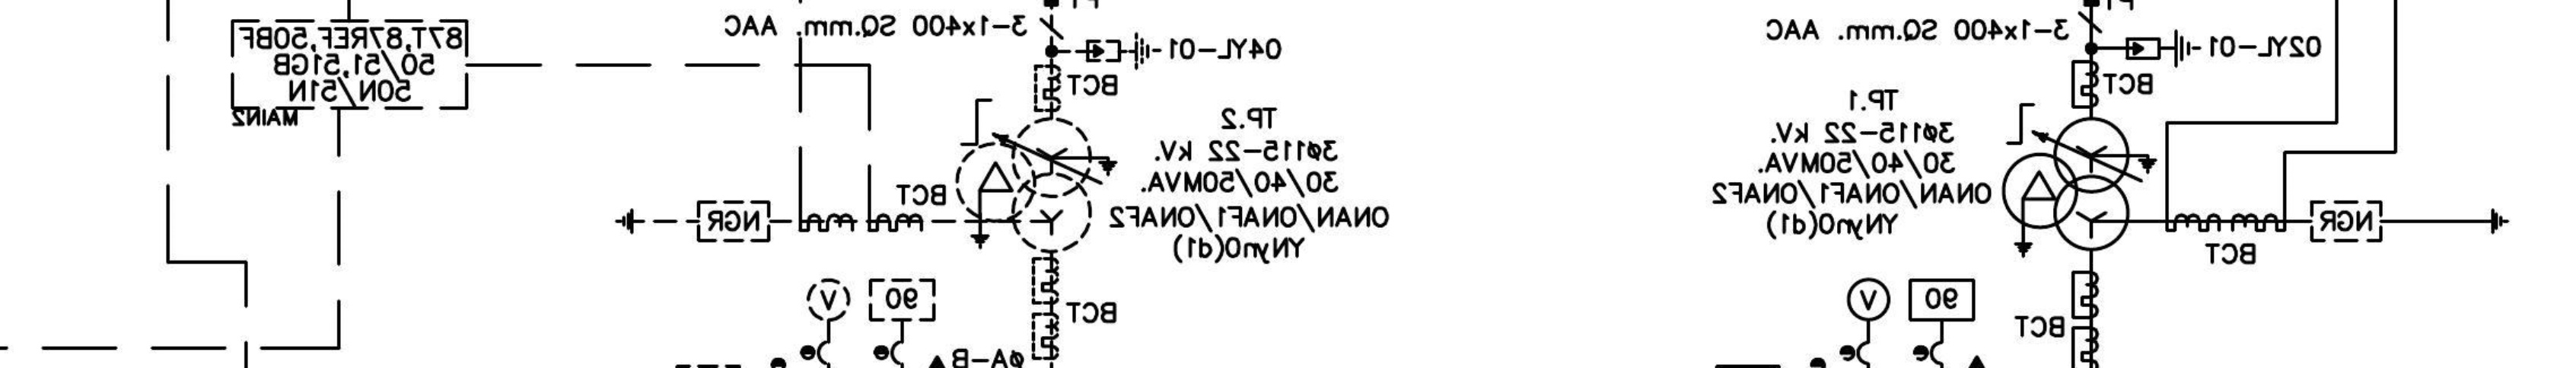 87T,87REF,50BF
50/51,51GB
50N/51N
MAIN2
3-1x400 SQ.mm. AAC
04YL-01
BCT
TP.2
3ø115-22 kV.
30/40/50MVA.
ONAN/ONAF1/ONAF2
YNyn0(d1)
BCT
NGR
V
90
BCT
øA-B
3-1x400 SQ.mm. AAC
02YL-01
BCT
TP.1
3ø115-22 kV.
30/40/50MVA.
ONAN/ONAF1/ONAF2
YNyn0(d1)
NGR
BCT
V
90
BCT